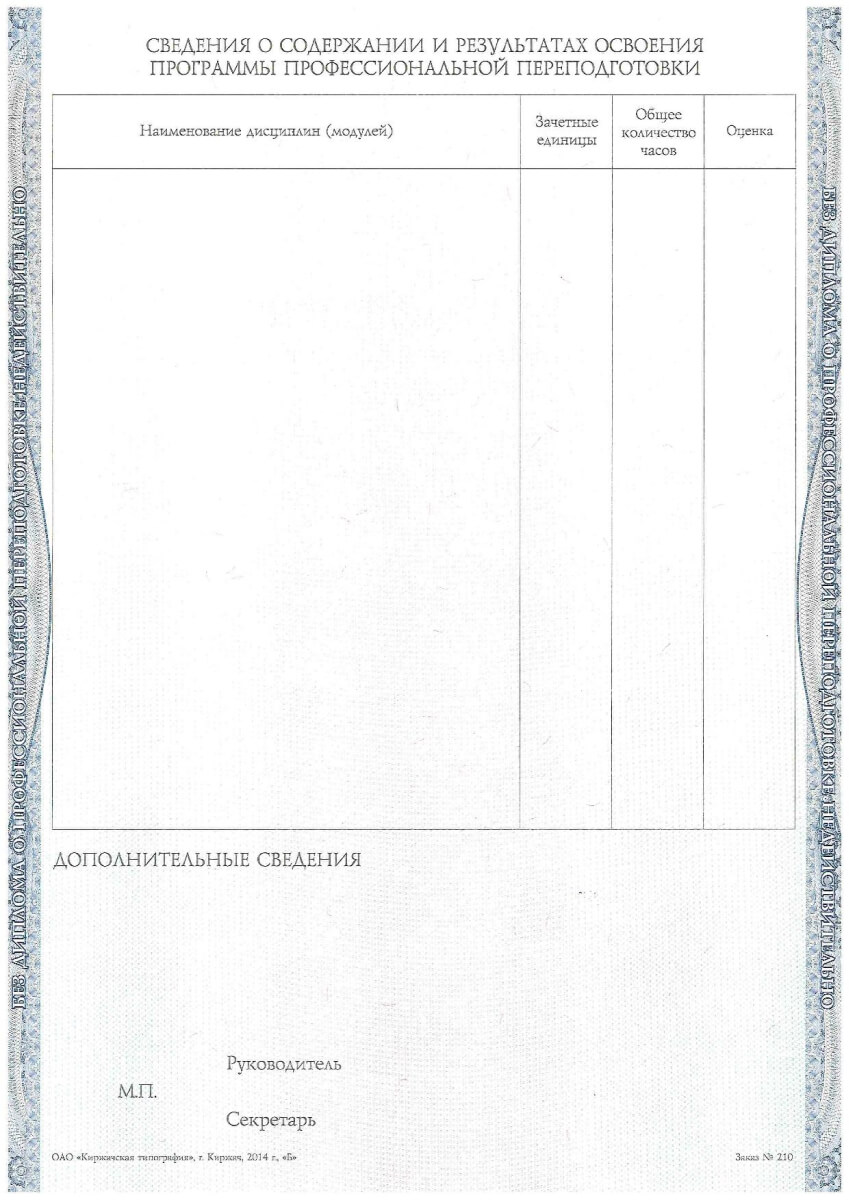 СВЕДЕНИЯ О СОДЕРЖАНИИ И РЕЗУЛЬТАТАХ ОСВОЕНИЯ
ПРОГРАММЫ ПРОФЕССИОНАЛЬНОЙ ПЕРЕПОДГОТОВКИ
Наименование дисциплин (модулей)
Зачетные
единицы
Общее
количество
часов
Оценка
БЕЗ ДИПЛОМА О ПРОФЕССИОНАЛЬНОЙ ПЕРЕПОДГОТОВКЕ НЕДЕЙСТВИТЕЛЬНО
БЕЗ ДИПЛОМА О ПРОФЕССИОНАЛЬНОЙ ПЕРЕПОДГОТОВКЕ НЕДЕЙСТВИТЕЛЬНО
ДОПОЛНИТЕЛЬНЫЕ СВЕДЕНИЯ
Руководитель
М.П.
Секретарь
ОАО «Киржачская типография», г. Киржач, 2014 г., «Б»
Заказ № 210